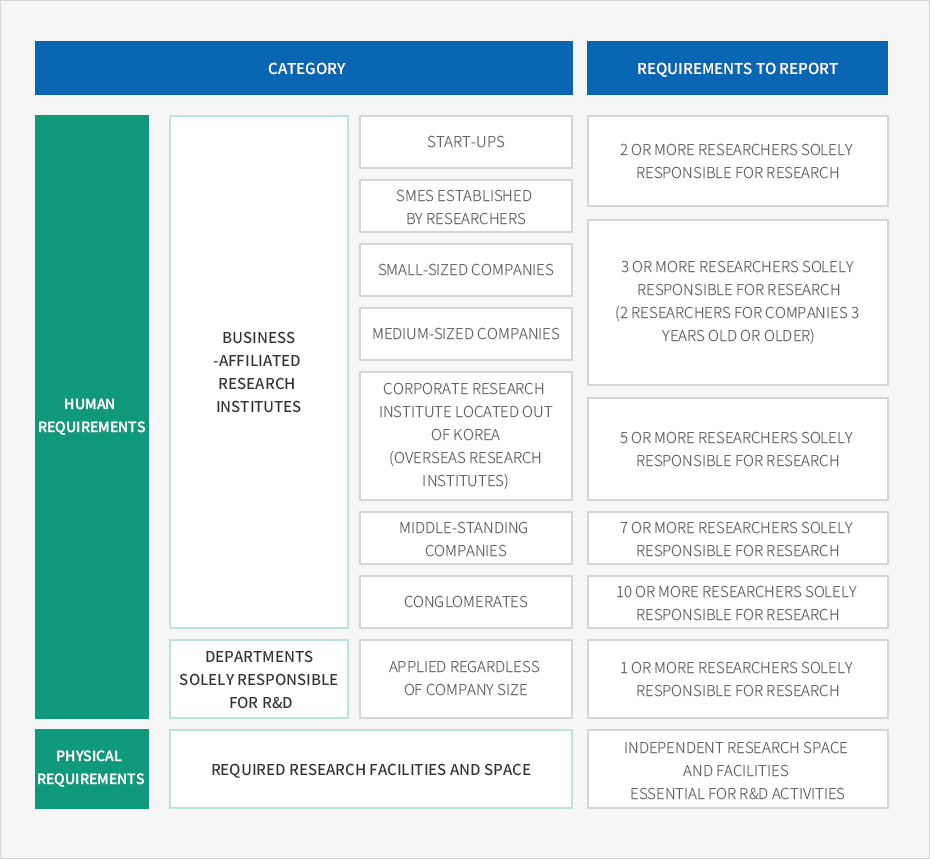 CATEGORY
REQUIREMENTS TO REPORT
HUMAN
REQUIREMENTS
BUSINESS
-AFFILIATED
RESEARCH
INSTITUTES
START-UPS
SMES ESTABLISHED
BY RESEARCHERS
SMALL-SIZED COMPANIES
MEDIUM-SIZED COMPANIES
CORPORATE RESEARCH
INSTITUTE LOCATED OUT
OF KOREA
(OVERSEAS RESEARCH
INSTITUTES)
MIDDLE-STANDING
COMPANIES
CONGLOMERATES
2 OR MORE RESEARCHERS SOLELY
RESPONSIBLE FOR RESEARCH
3 OR MORE RESEARCHERS SOLELY
RESPONSIBLE FOR RESEARCH
(2 RESEARCHERS FOR COMPANIES 3
YEARS OLD OR OLDER)
5 OR MORE RESEARCHERS SOLELY
RESPONSIBLE FOR RESEARCH
7 OR MORE RESEARCHERS SOLELY
RESPONSIBLE FOR RESEARCH
10 OR MORE RESEARCHERS SOLELY
RESPONSIBLE FOR RESEARCH
DEPARTMENTS
SOLELY RESPONSIBLE
FOR R&D
APPLIED REGARDLESS
OF COMPANY SIZE
1 OR MORE RESEARCHERS SOLELY
RESPONSIBLE FOR RESEARCH
PHYSICAL
REQUIREMENTS
REQUIRED RESEARCH FACILITIES AND SPACE
INDEPENDENT RESEARCH SPACE
AND FACILITIES
ESSENTIAL FOR R&D ACTIVITIES